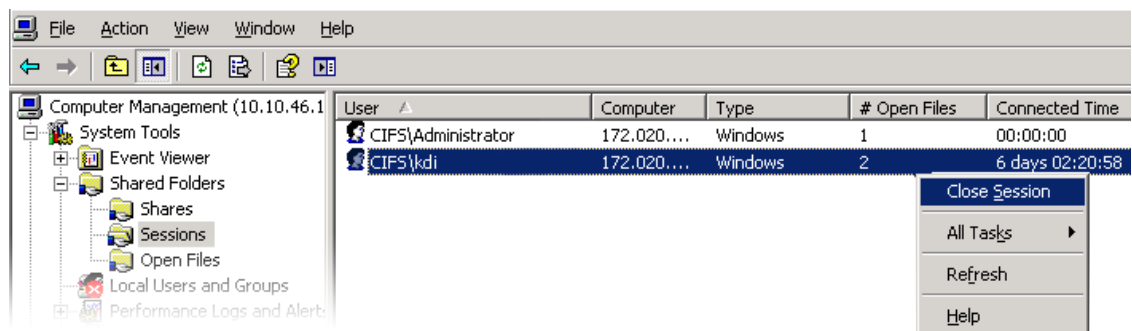 File Action View Window Help
Computer Management (10.10.46.1
System Tools
Event Viewer
Shared Folders
Shares
Sessions
Open Files
Local Users and Groups
Performance Logs and Alert
User Computer Type # Open Files Connected Time
CIFS\Administrator 172.020.... Windows 1 00:00:00
CIFS\kdi 172.020.... Windows 2 6 days 02:20:58
Close Session
All Tasks
Refresh
Help